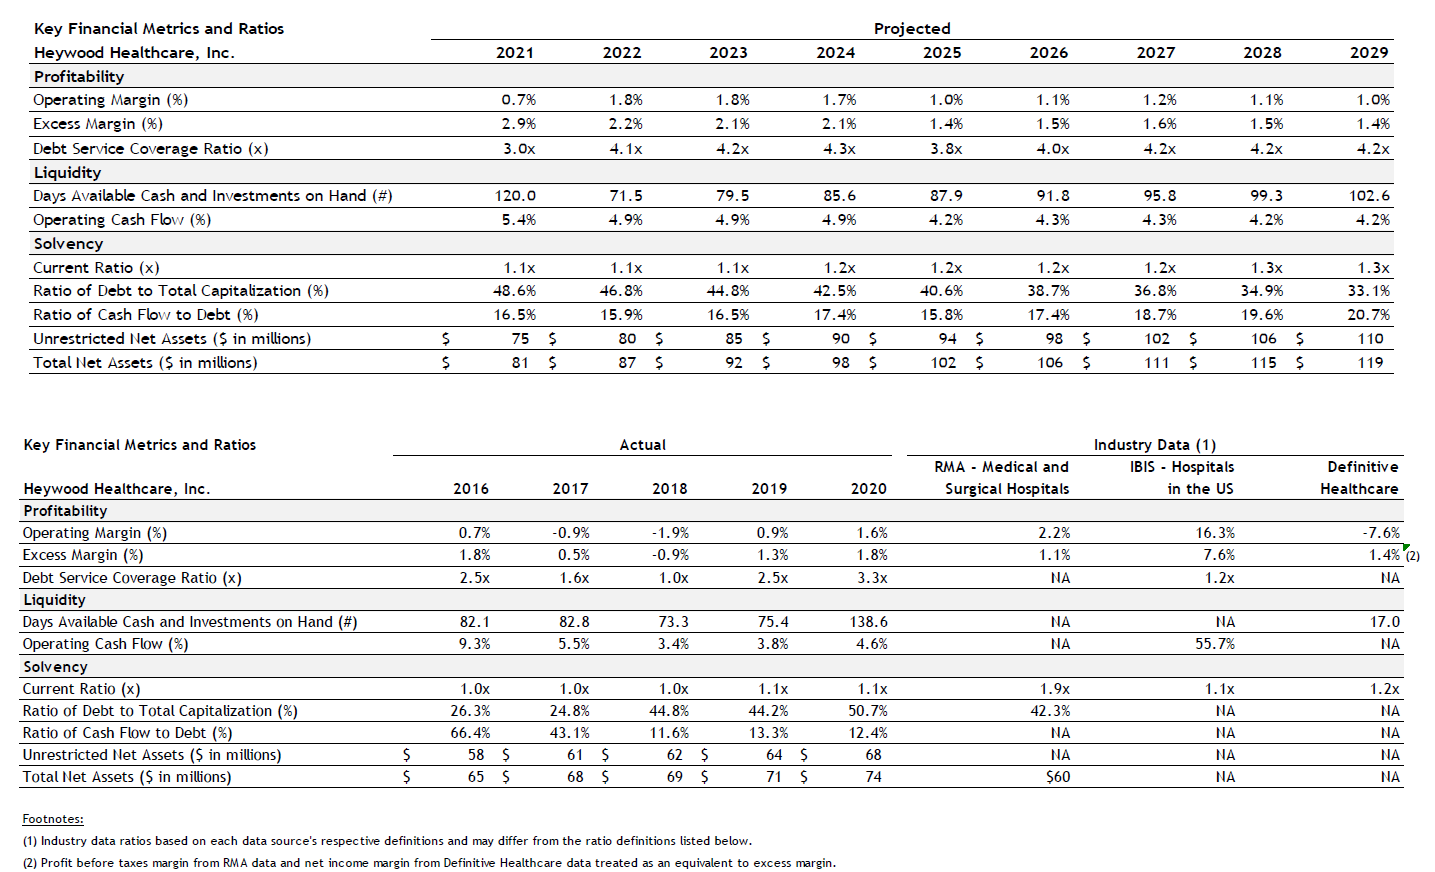 Key Financial Metrics and Ratios Projected
Heywood Healthcare, Inc. 2021 2022 2023 2024 2025 2026 2027 2028 2029
Profitability
Operating Margin (%) 0.7% 1.8% 1.8% 1.7% 1.0% 1.1% 1.2% 1.1% 1.0%
Excess Margin (%) 2.9% 2.2% 2.1% 2.1% 1.4% 1.5% 1.6% 1.5% 1.4%
Debt Service Coverage Ratio (x) 3.0x 4.1x 4.2x 4.3x 3.8x 4.0x 4.2x 4.2x 4.2x
Liquidity
Days Available Cash and Investments on Hand (#) 120.0 71.5 79.5 85.6 87.9 91.8 95.8 99.3 102.6
Operating Cash Flow (%) 5.4% 4.9% 4.9% 4.9% 4.2% 4.3% 4.3% 4.2% 4.2%
Solvency
Current Ratio (x) 1.1x 1.1x 1.1x 1.2x 1.2x 1.2x 1.2x 1.3x 1.3x
Ratio of Debt to Total Capitalization (%) 48.6% 46.8% 44.8% 42.5% 40.6% 38.7% 36.8% 34.9% 33.1%
Ratio of Cash Flow to Debt (%) 16.5% 15.9% 16.5% 17.4% 15.8% 17.4% 18.7% 19.6% 20.7%
Unrestricted Net Assets ($ in millions) $ 75 $ 80 $ 85 $ 90 $ 94 $ 98 $ 102 $ 106 $ 110
Total Net Assets ($ in millions) $ 81 $ 87 $ 92 $ 98 $ 102 $ 106 $ 111 $ 115 $ 119
Key Financial Metrics and Ratios Actual Industry Data (1)
RMA - Medical and IBIS - Hospitals Definitive
Heywood Healthcare, Inc. 2016 2017 2018 2019 2020 Surgical Hospitals in the US Healthcare
Profitability
Operating Margin (%) 0.7% -0.9% -1.9% 0.9% 1.6% 2.2% 16.3% -7.6%
Excess Margin (%) 1.8% 0.5% -0.9% 1.3% 1.8% 1.1% 7.6% 1.4% (2)
Debt Service Coverage Ratio (x) 2.5x 1.6x 1.0x 2.5x 3.3x NA 1.2x NA
Liquidity
Days Available Cash and Investments on Hand (#) 82.1 82.8 73.3 75.4 138.6 NA NA 17.0
Operating Cash Flow (%) 9.3% 5.5% 3.4% 3.8% 4.6% NA 55.7% NA
Solvency
Current Ratio (x) 1.0x 1.0x 1.0x 1.1x 1.1x 1.9x 1.1x 1.2x
Ratio of Debt to Total Capitalization (%) 26.3% 24.8% 44.8% 44.2% 50.7% 42.3% NA NA
Ratio of Cash Flow to Debt (%) 66.4% 43.1% 11.6% 13.3% 12.4% NA NA NA
Unrestricted Net Assets ($ in millions) $ 58 $ 61 $ 62 $ 64 $ 68 NA NA NA
Total Net Assets ($ in millions) $ 65 $ 68 $ 69 $ 71 $ 74 $60 NA NA
Footnotes:
(1) Industry data ratios based on each data source's respective definitions and may differ from the ratio definitions listed below.
(2) Profit before taxes margin from RMA data and net income margin from Definitive Healthcare data treated as an equivalent to excess margin.